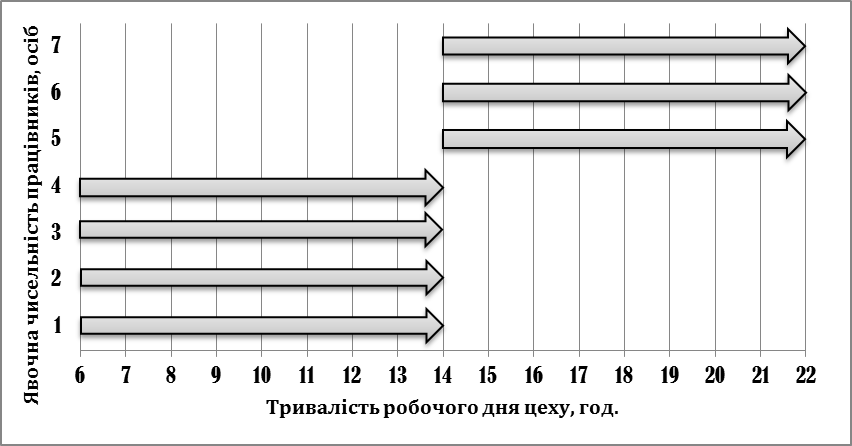 Явочна чисельність працівників, осіб
7
6
5
4
3
2
1
6 7 8 9 10 11 12 13 14 15 16 17 18 19 20 21 22
Тривалість робочого дня цеху, год.